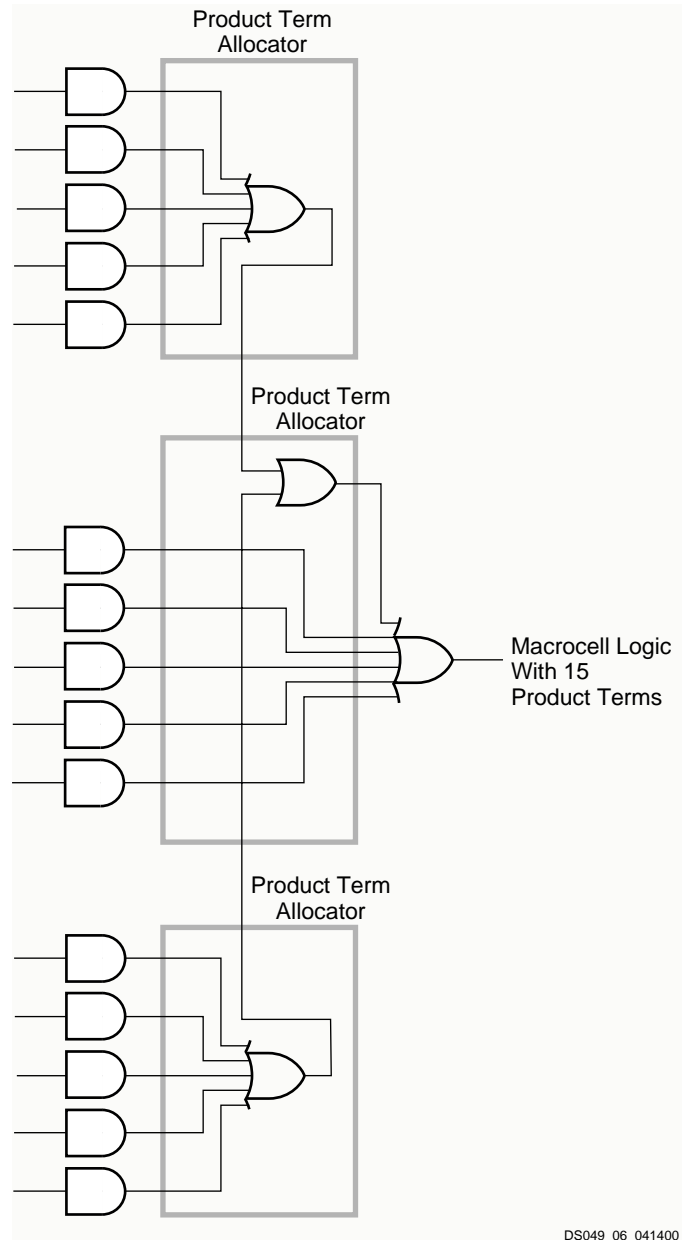 Product Term
Allocator
Product Term
Allocator
Macrocell Logic
With 15
Product Terms
Product Term
Allocator
DS049_06_041400